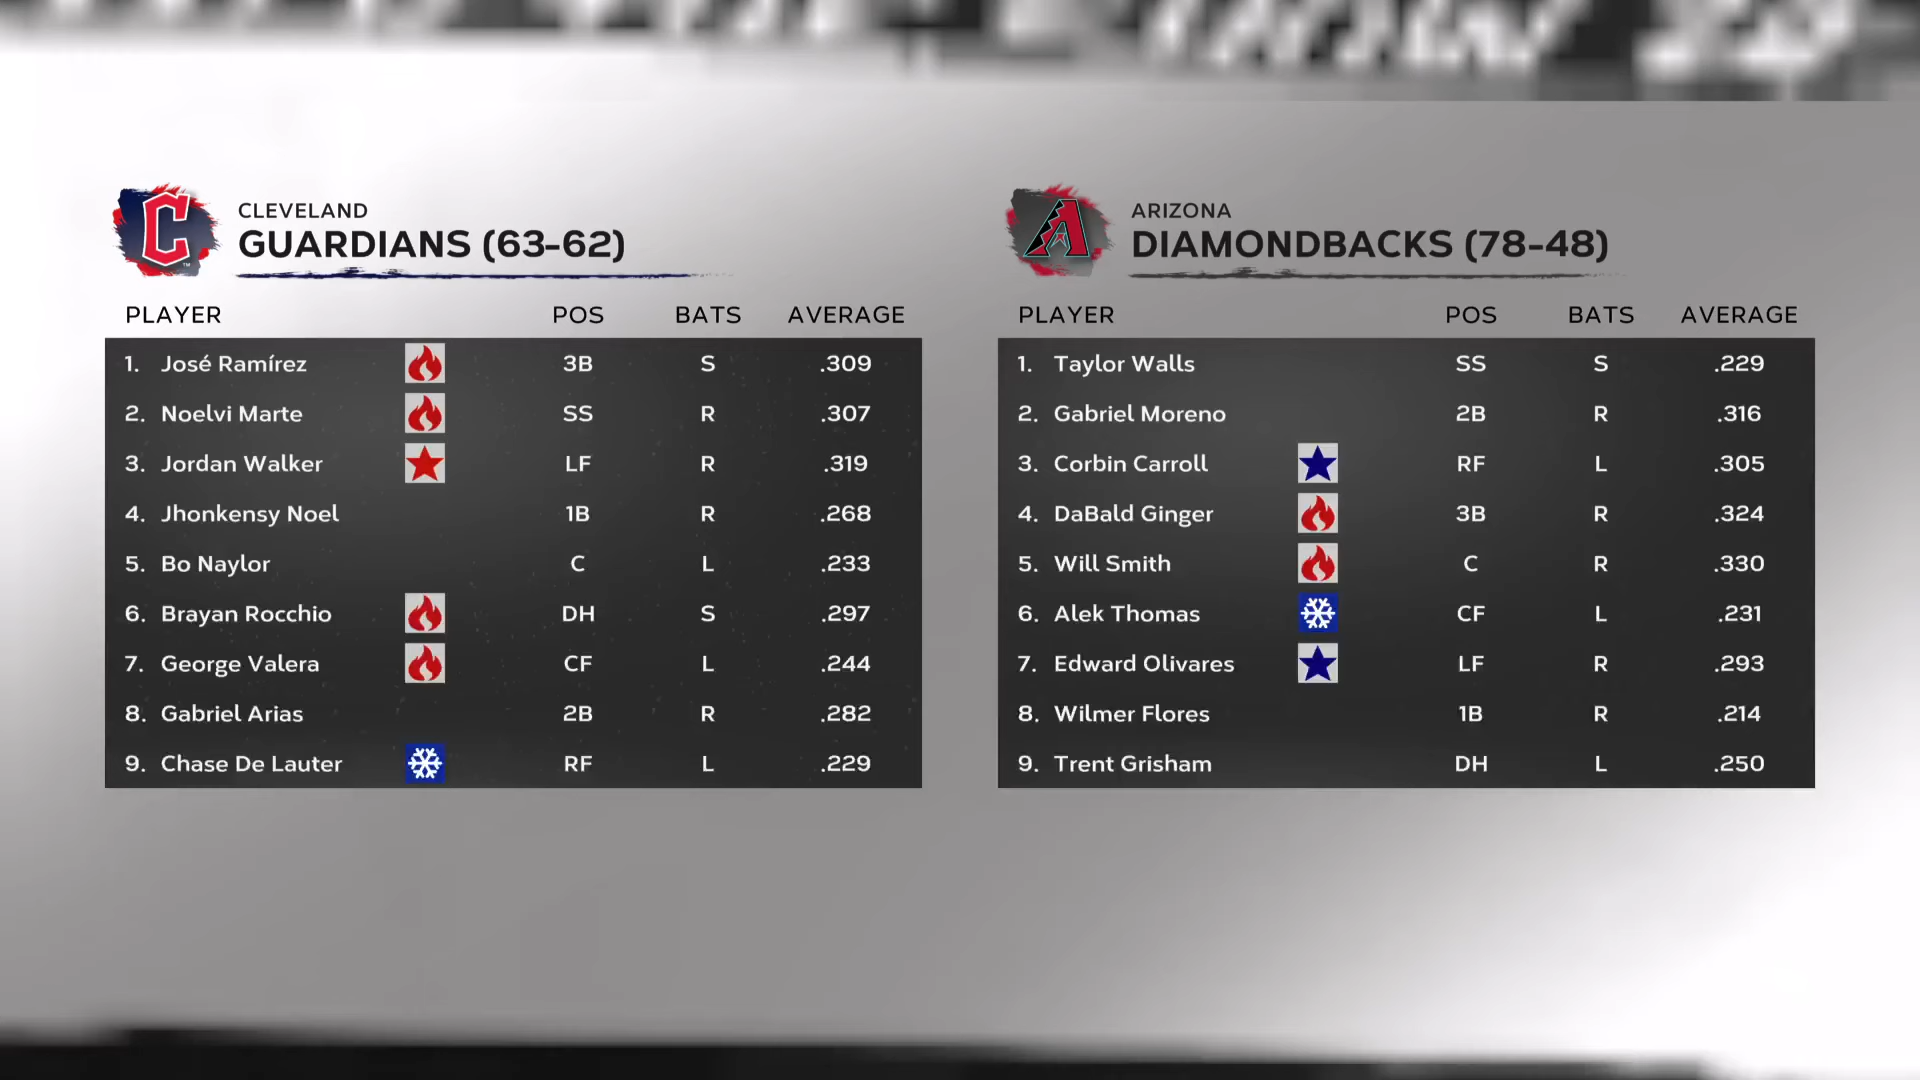 CLEVELAND
GUARDIANS (63-62)
PLAYER POS BATS AVERAGE
1. José Ramírez 3B S .309
2. Noelvi Marte SS R .307
3. Jordan Walker LF R .319
4. Jhonkensy Noel 1B R .268
5. Bo Naylor C L .233
6. Brayan Rocchio DH S .297
7. George Valera CF L .244
8. Gabriel Arias 2B R .282
9. Chase De Lauter RF L .229
ARIZONA
DIAMONDBACKS (78-48)
PLAYER POS BATS AVERAGE
1. Taylor Walls SS S .229
2. Gabriel Moreno 2B R .316
3. Corbin Carroll RF L .305
4. DaBald Ginger 3B R .324
5. Will Smith C R .330
6. Alek Thomas CF L .231
7. Edward Olivares LF R .293
8. Wilmer Flores 1B R .214
9. Trent Grisham DH L .250